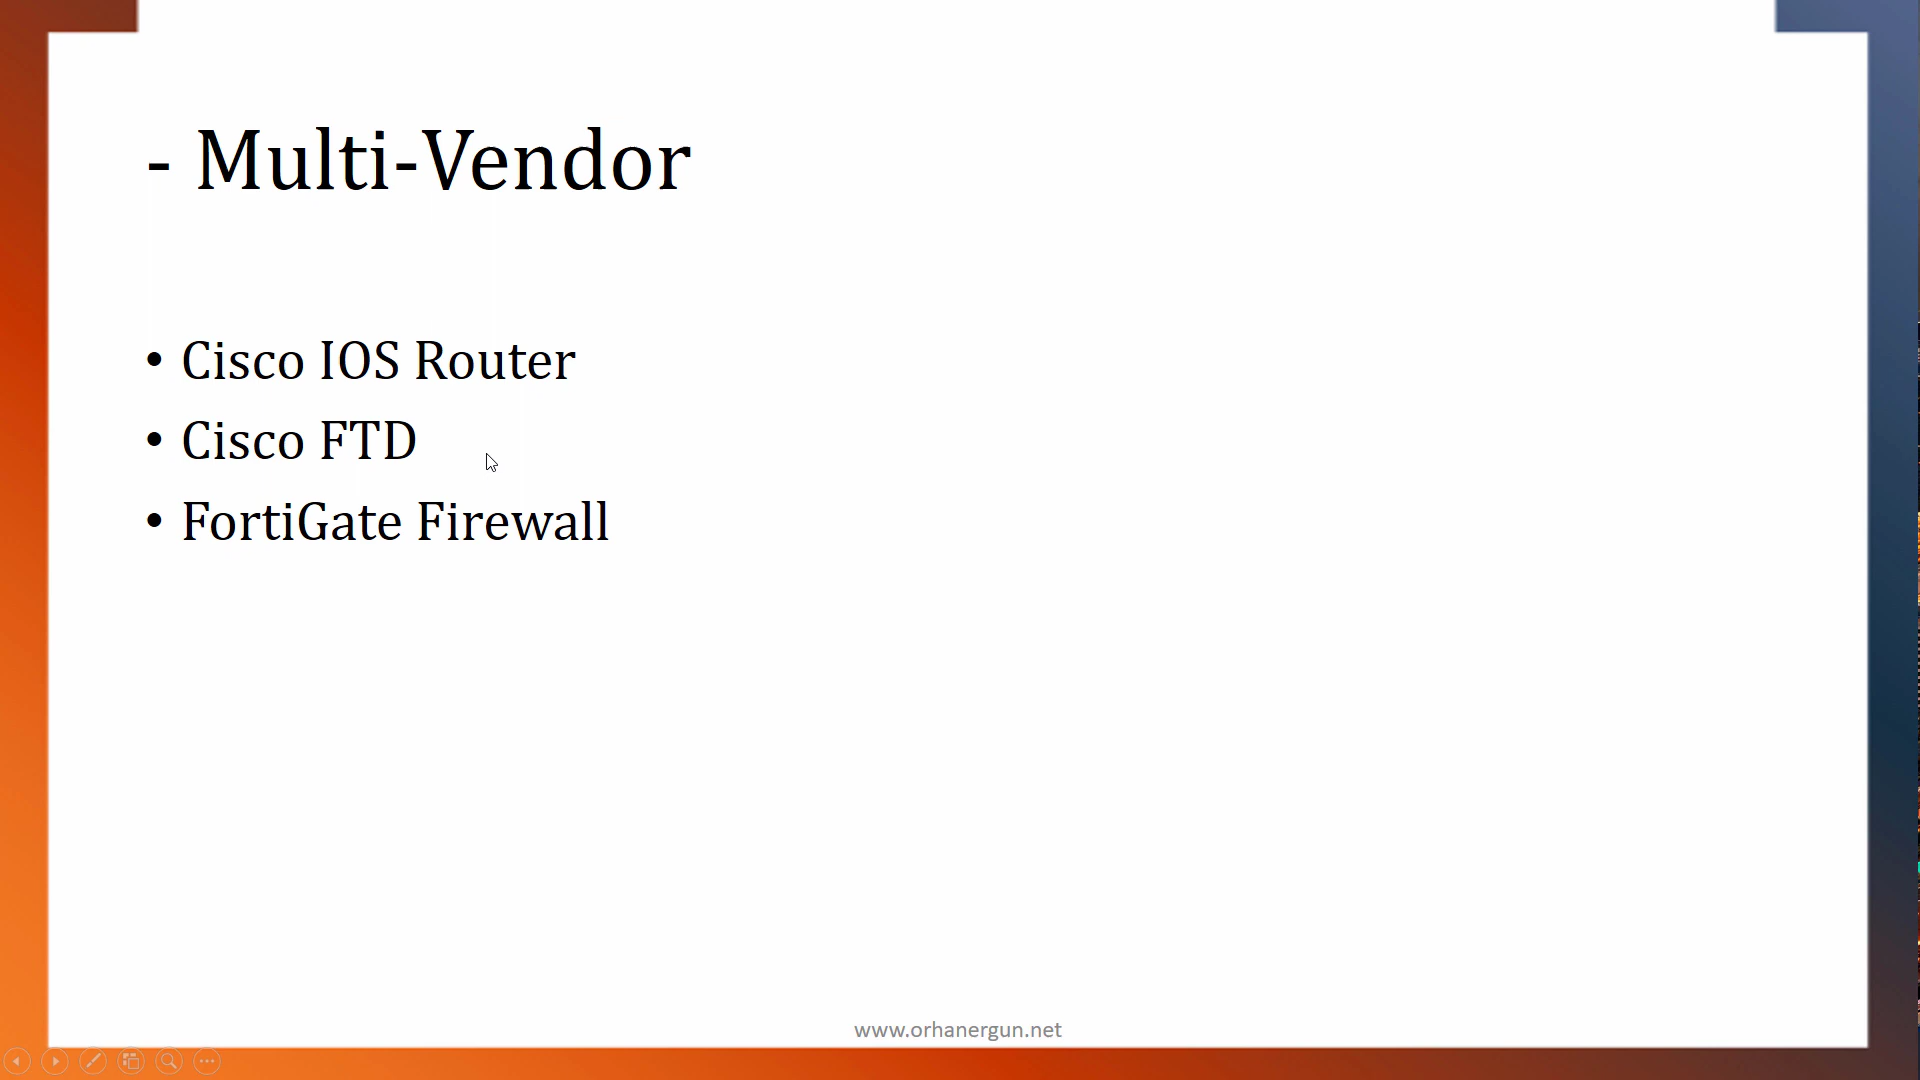 - Multi-Vendor
• Cisco IOS Router
• Cisco FTD
• FortiGate Firewall
www.orhanergun.net